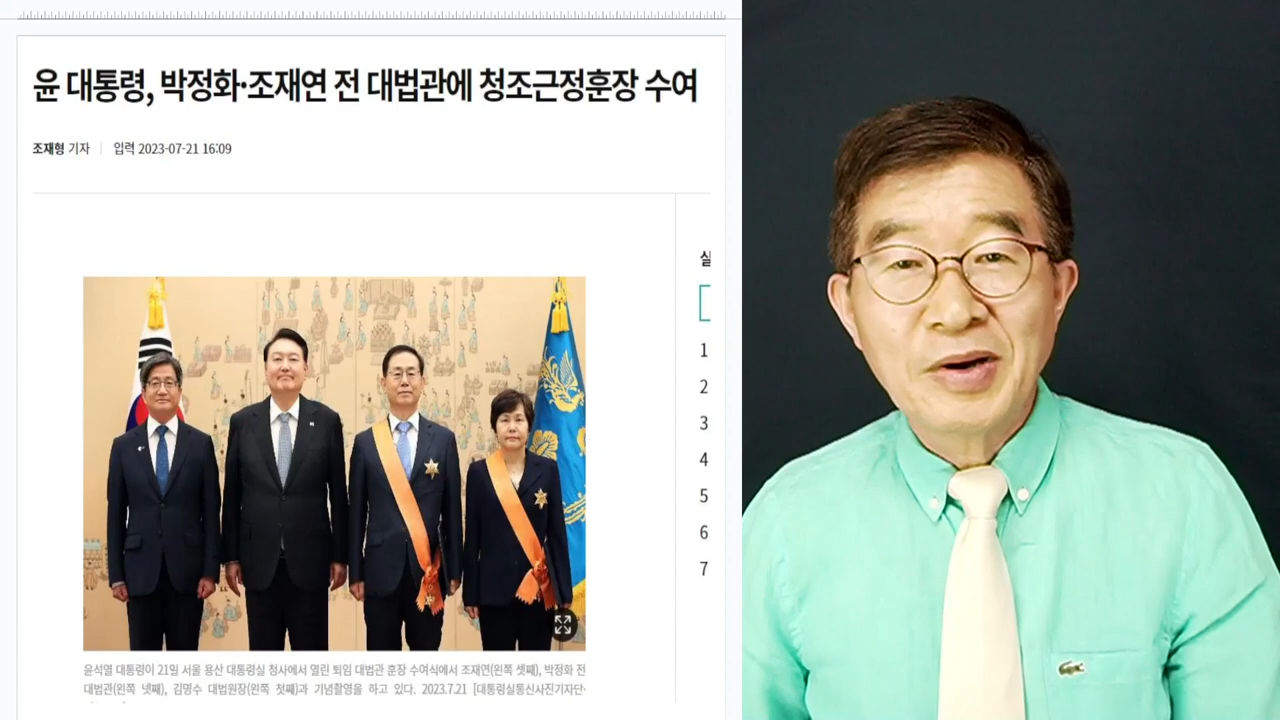 윤 대통령, 박정화·조재연 전 대법관에 청조근정훈장 수여
조재형 기자 | 입력 2023-07-21 16:09
실
1
2
3
4
5
6
7
윤석열 대통령이 21일 서울 용산 대통령실 청사에서 열린 퇴임 대법관 훈장 수여식에서 조재연(왼쪽 셋째), 박정화 전
대법관(왼쪽 넷째), 김명수 대법원장(왼쪽 첫째)과 기념촬영을 하고 있다. 2023.7.21 [대통령실통신사진기자단·